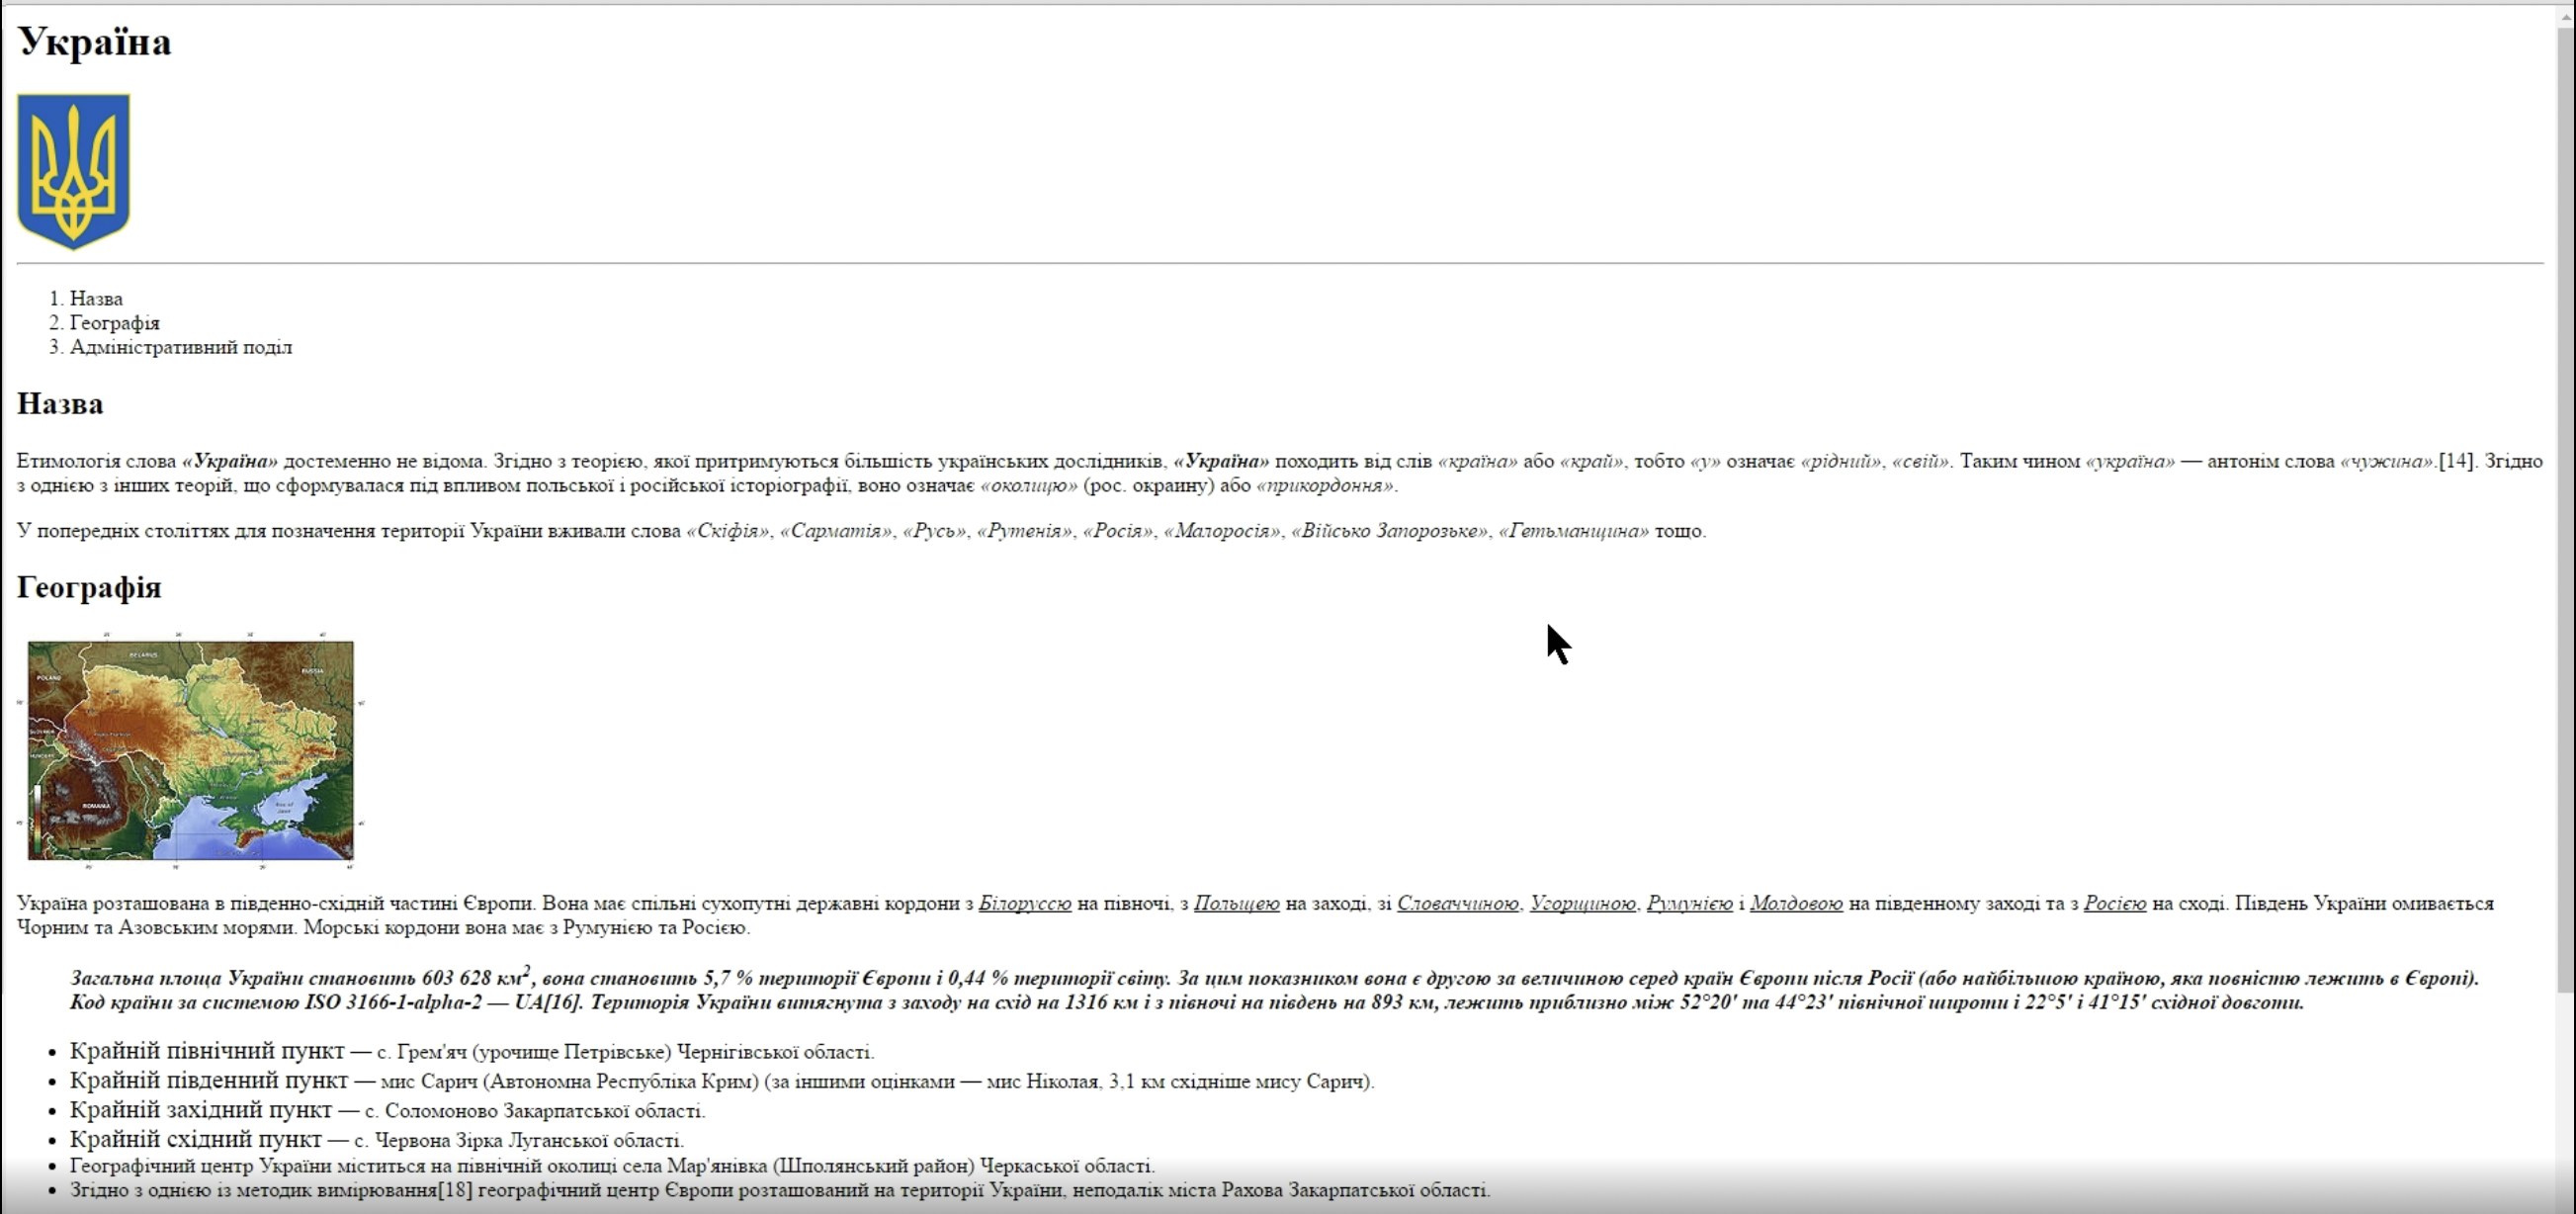 Україна
1. Назва
2. Географія
3. Адміністративний поділ
Назва
Етимологія слова «Україна» достеменно не відома. Згідно з теорією, якої притримуються більшість українських дослідників, «Україна» походить від слів «країна» або «край», тобто «у» означає «рідний», «свій». Таким чином «україна» — антонім слова «чужина».[14]. Згідно
з однією з інших теорій, що сформувалася під впливом польської і російської історіографії, воно означає «околицю» (рос. окраину) або «прикордоння».
У попередніх століттях для позначення території України вживали слова «Скіфія», «Сарматія», «Русь», «Рутенія», «Росія», «Малоросія», «Військо Запорозьке», «Гетьманщина» тощо.
Географія
BELARUS
RUSSIA
POLAND
ROMANIA
Україна розташована в південно-східній частині Європи. Вона має спільні сухопутні державні кордони з Білоруссю на півночі, з Польщею на заході, зі Словаччиною, Угорщиною, Румунією і Молдовою на південному заході та з Росією на сході. Південь України омивається
Чорним та Азовським морями. Морські кордони вона має з Румунією та Росією.
Загальна площа України становить 603 628 км², вона становить 5,7 % території Європи і 0,44 % території світу. За цим показником вона є другою за величиною серед країн Європи після Росії (або найбільшою країною, яка повністю лежить в Європі).
Код країни за системою ISO 3166-1-alpha-2 — UA[16]. Територія України витягнута з заходу на схід на 1316 км і з півночі на південь на 893 км, лежить приблизно між 52°20' та 44°23' північної широти і 22°5' і 41°15' східної довготи.
• Крайній північний пункт — с. Грем'яч (урочище Петрівське) Чернігівської області.
• Крайній південний пункт — мис Сарич (Автономна Республіка Крим) (за іншими оцінками — мис Ніколая, 3,1 км східніше мису Сарич).
• Крайній західний пункт — с. Соломоново Закарпатської області.
• Крайній східний пункт — с. Червона Зірка Луганської області.
• Географічний центр України міститься на північній околиці села Мар'янівка (Шполянський район) Черкаської області.
• Згідно з однією із методик вимірювання[18] географічний центр Європи розташований на території України, неподалік міста Рахова Закарпатської області.